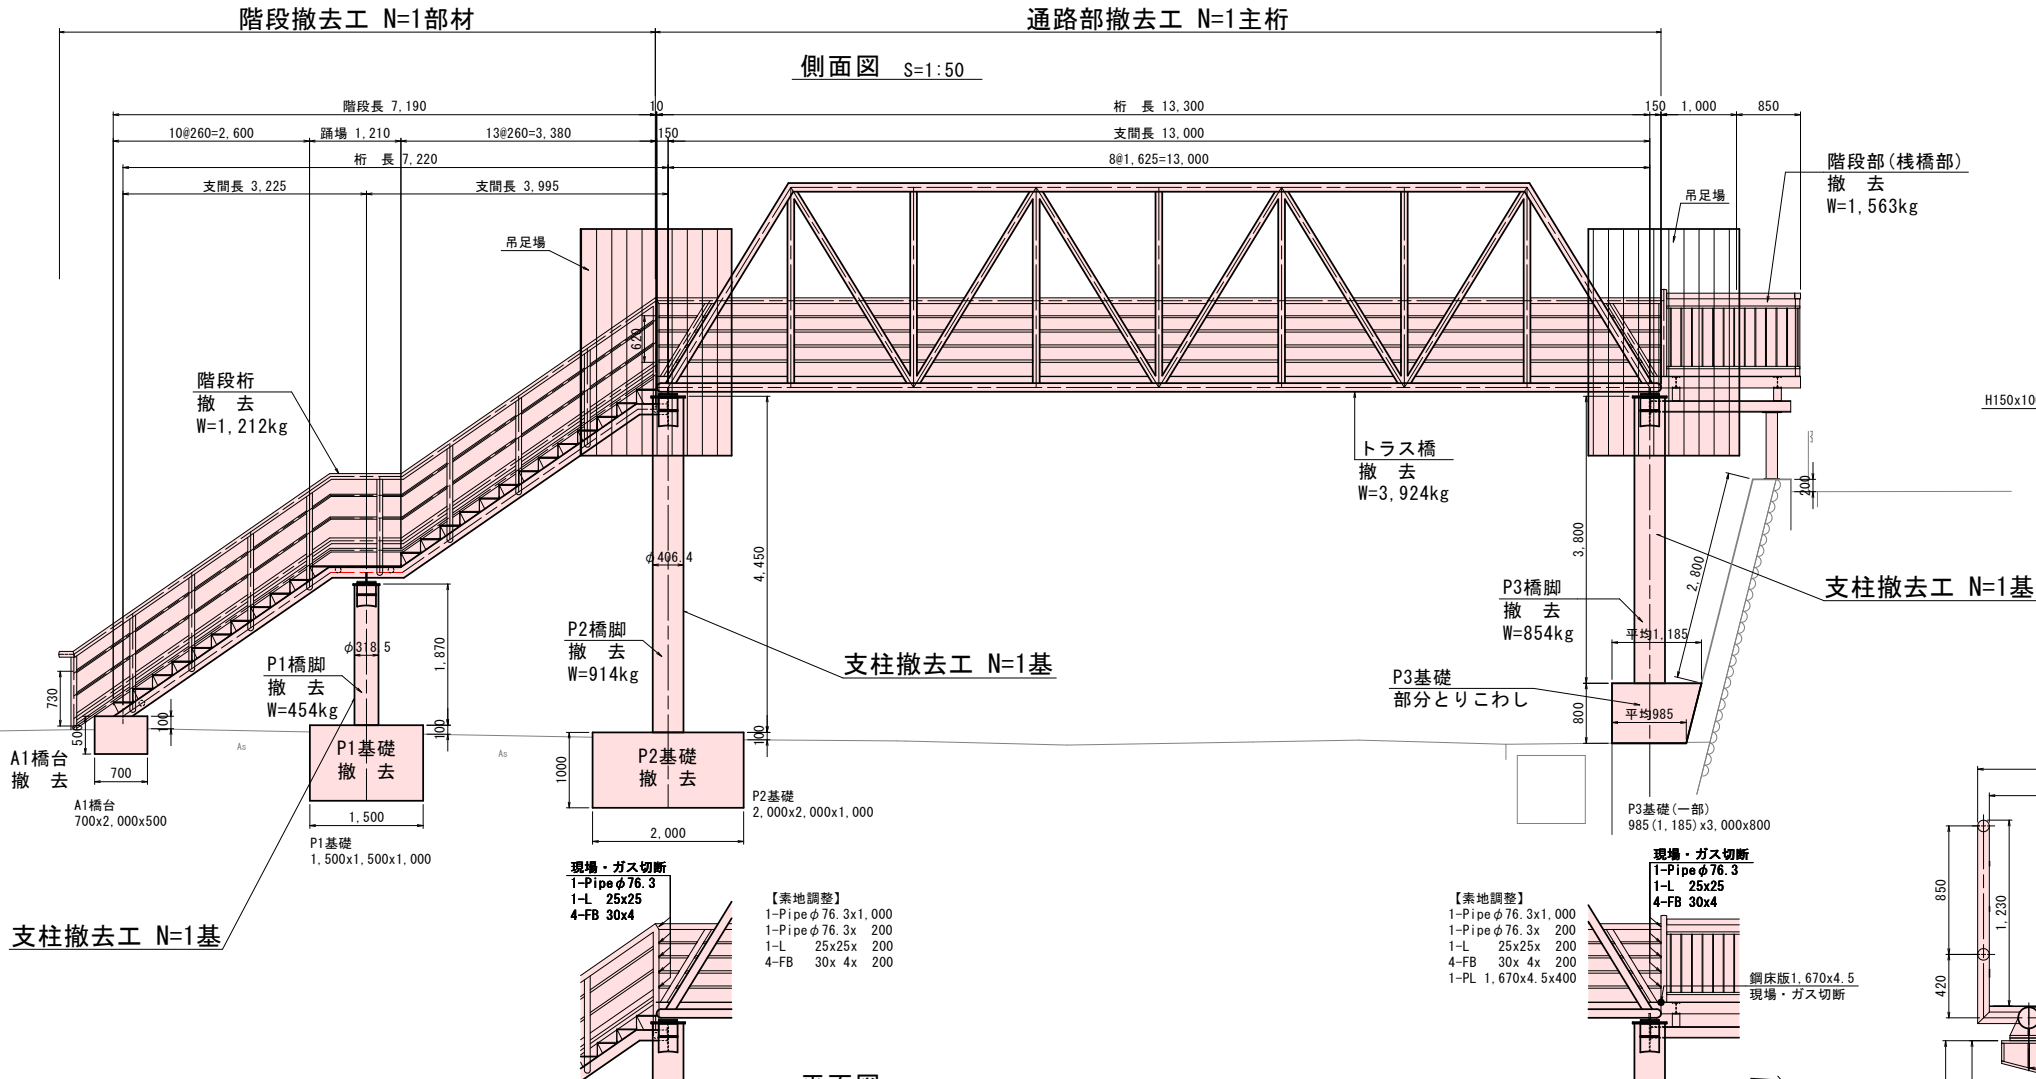 階段撤去工 N=1部材
通路部撤去工 N=1主桁
側面図 S=1:50
階段長 7,190
10
桁 長 13,300
150
1,000
850
10@260=2,600
踊場 1,210
13@260=3,380
150
支間長 13,000
桁 長 7,220
8@1,625=13,000
支間長 3,225
支間長 3,995
階段部(桟橋部)
撤 去
W=1,563kg
吊足場
吊足場
620
階段桁
撤 去
W=1,212kg
H150x100
トラス橋
撤 去
W=3,924kg
200
φ406.4
4,450
3,800
2,800
P3橋脚
撤 去
W=854kg
支柱撤去工 N=1基
平均1,185
P2橋脚
撤 去
W=914kg
支柱撤去工 N=1基
φ318.5
1,870
P1橋脚
撤 去
W=454kg
P3基礎
部分とりこわし
平均985
800
730
500
100
100
100
As
As
A1橋台
撤 去
700
P1基礎
撤 去
P2基礎
撤 去
1000
A1橋台
700x2,000x500
1,500
P1基礎
1,500x1,500x1,000
2,000
P2基礎
2,000x2,000x1,000
P3基礎(一部)
985(1,185)x3,000x800
現場・ガス切断
1-Pipeφ76.3
1-L 25x25
4-FB 30x4
【素地調整】
1-Pipeφ76.3x1,000
1-Pipeφ76.3x 200
1-L 25x25x 200
4-FB 30x 4x 200
【素地調整】
1-Pipeφ76.3x1,000
1-Pipeφ76.3x 200
1-L 25x25x 200
4-FB 30x 4x 200
1-PL 1,670x4.5x400
現場・ガス切断
1-Pipeφ76.3
1-L 25x25
4-FB 30x4
鋼床版1,670x4.5
現場・ガス切断
850
1,230
420
支柱撤去工 N=1基